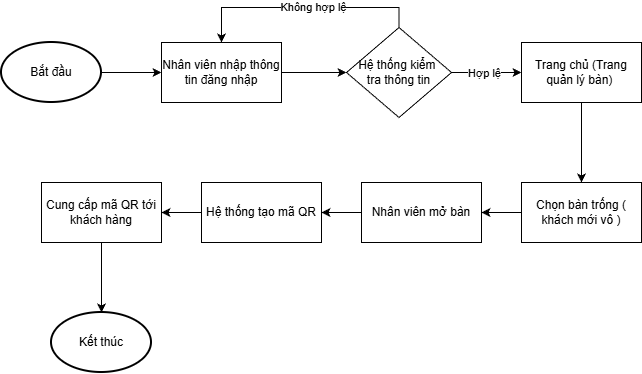 Không hợp lệ
Bắt đầu
Nhân viên nhập thông
tin đăng nhập
Hệ thống kiểm
tra thông tin
Hợp lệ
Trang chủ (Trang
quản lý bàn)
Cung cấp mã QR tới
khách hàng
Hệ thống tạo mã QR
Nhân viên mở bàn
Chọn bàn trống (
khách mới vô )
Kết thúc